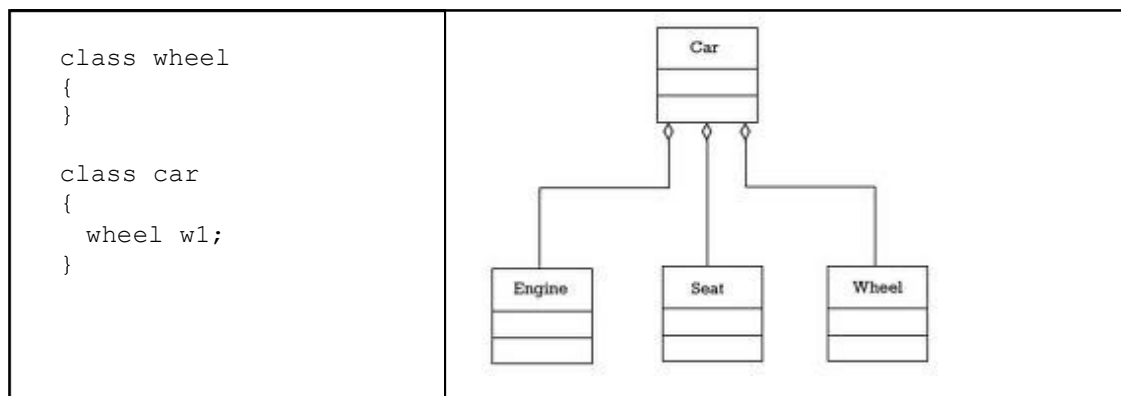 class wheel
{
}
class car
{
wheel w1;
}
Car
Engine
Seat
Wheel